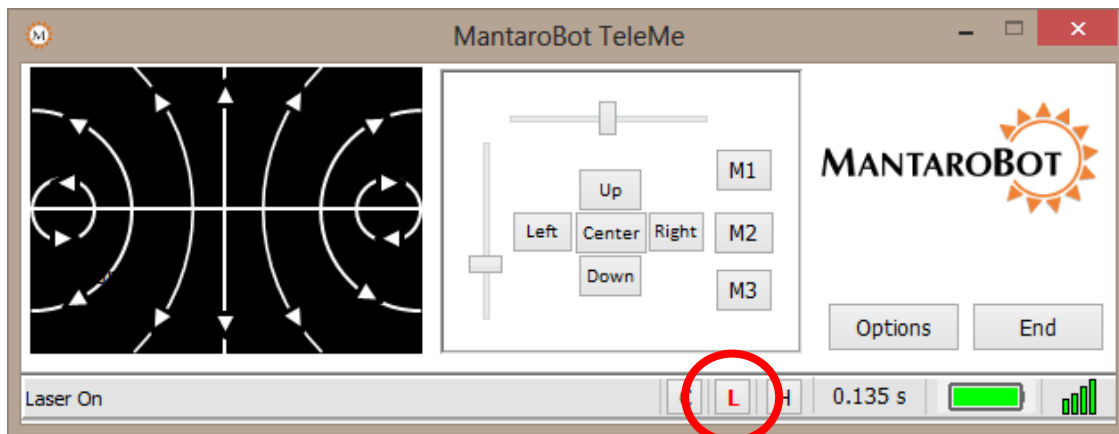 MantaroBot TeleMe
M1
Up
Left Center Right M2
Down
M3
MANTAROBOT
Options End
Laser On C L H 0.135 s